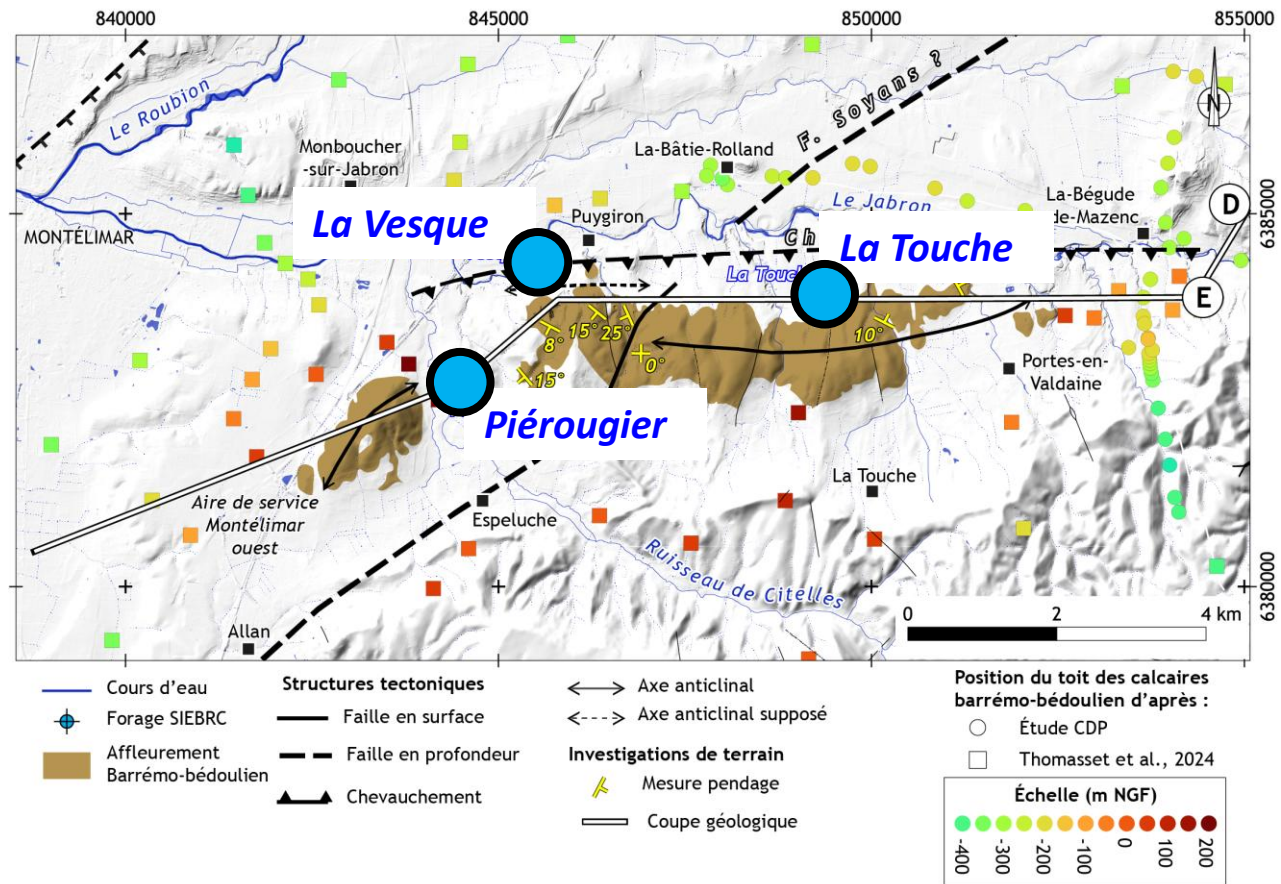 840000
845000
850000
855000
Le Roubion
F. Soyans ?
N
Monboucher
-sur-Jabron
La-Bâtie-Rolland
La-Bégude
de-Mazenc
Le Jabron
D
6385000
MONTÉLIMAR
La Vesque
Puygiron
Ch
La Touche
La Touc
E
15°
25°
8°
10°
0°
15°
Portes-en-
Valdaine
Piérougier
La Touche
Aire de service
Montélimar
ouest
Espeluche
Ruisseau de Citelles
6380000
Allan
0 2 4 km
Cours d'eau
Forage SIEBRC
Affleurement
Barrémo-bédoulien
Structures tectoniques
Faille en surface
Faille en profondeur
Chevauchement
Axe anticlinal
Axe anticlinal supposé
Investigations de terrain
Mesure pendage
Coupe géologique
Position du toit des calcaires
barrémo-bédoulien d'après :
Étude CDP
Thomasset et al., 2024
Échelle (m NGF)
-400
-300
-200
-100
0
100
200